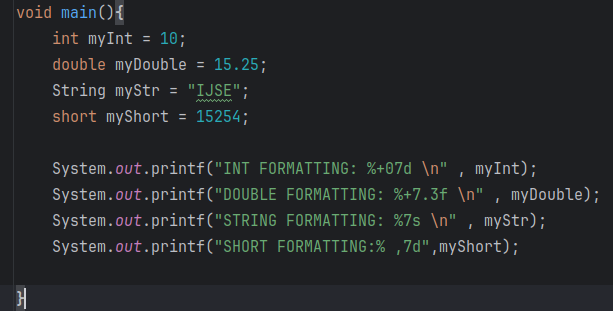 void main(){
    int myInt = 10;
    double myDouble = 15.25;
    String myStr = "IJSE";
    short myShort = 15254;

    System.out.printf("INT FORMATTING: %+07d \n" , myInt);
    System.out.printf("DOUBLE FORMATTING: %+7.3f \n" , myDouble);
    System.out.printf("STRING FORMATTING: %7s \n" , myStr);
    System.out.printf("SHORT FORMATTING:% ,7d",myShort);

}